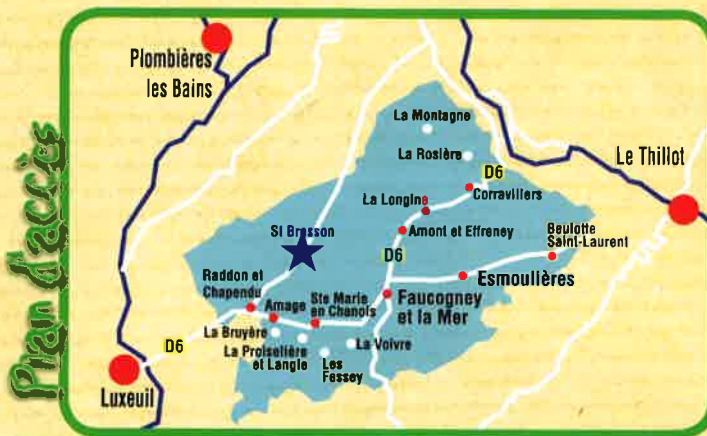 Plan d'accès
Plombières
les Bains
La Montagne
La Rosière
D6
Le Thillot
Corravillers
La Longine
St Bresson
Amont et Effreney
Beulotte
Saint-Laurent
D6
Esmoulières
Raddon et
Chapendu
Amage
Ste Marie
en Chanois
Faucogney
et la Mer
D6
La Bruyère
La Voivre
La Proiselière
et Langle
Les
Fessey
Luxeuil